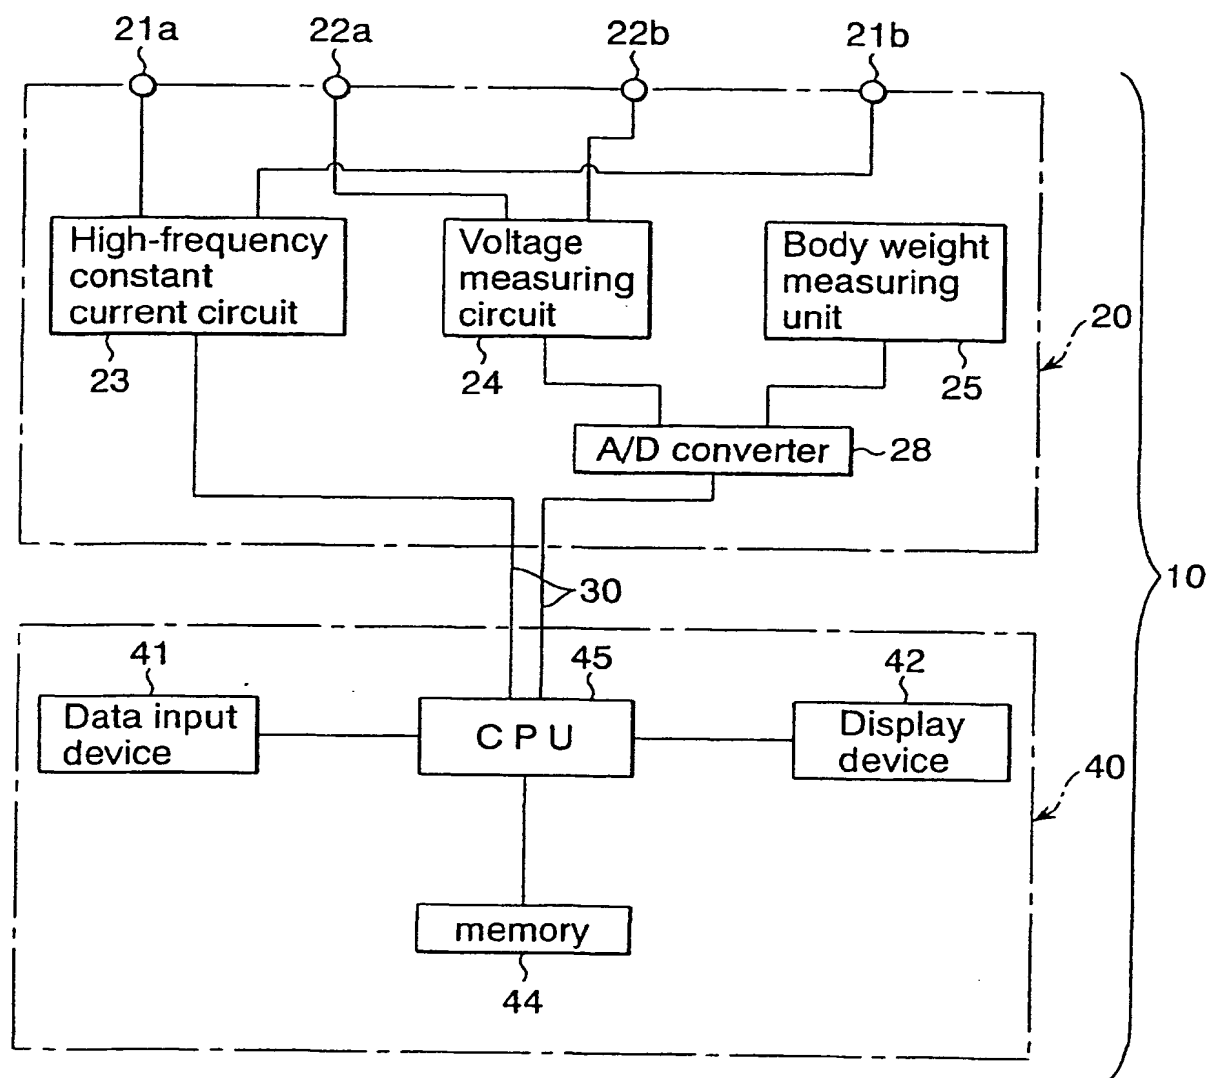 21a
22a
22b
21b
High-frequency
constant
current circuit
Voltage
measuring
circuit
Body weight
measuring
unit
23
24
25
20
A/D converter
28
30
10
41
45
42
Data input
device
CPU
Display
device
40
memory
44